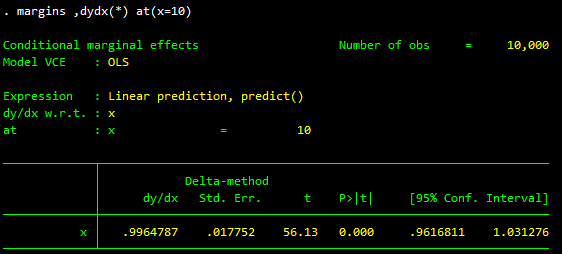 . margins ,dydx(*) at(x=10)
Conditional marginal effects Number of obs = 10,000
Model VCE : OLS
Expression : Linear prediction, predict()
dy/dx w.r.t. : x
at : x = 10
Delta-method
dy/dx Std. Err. t P>|t| [95% Conf. Interval]
x .9964787 .017752 56.13 0.000 .9616811 1.031276